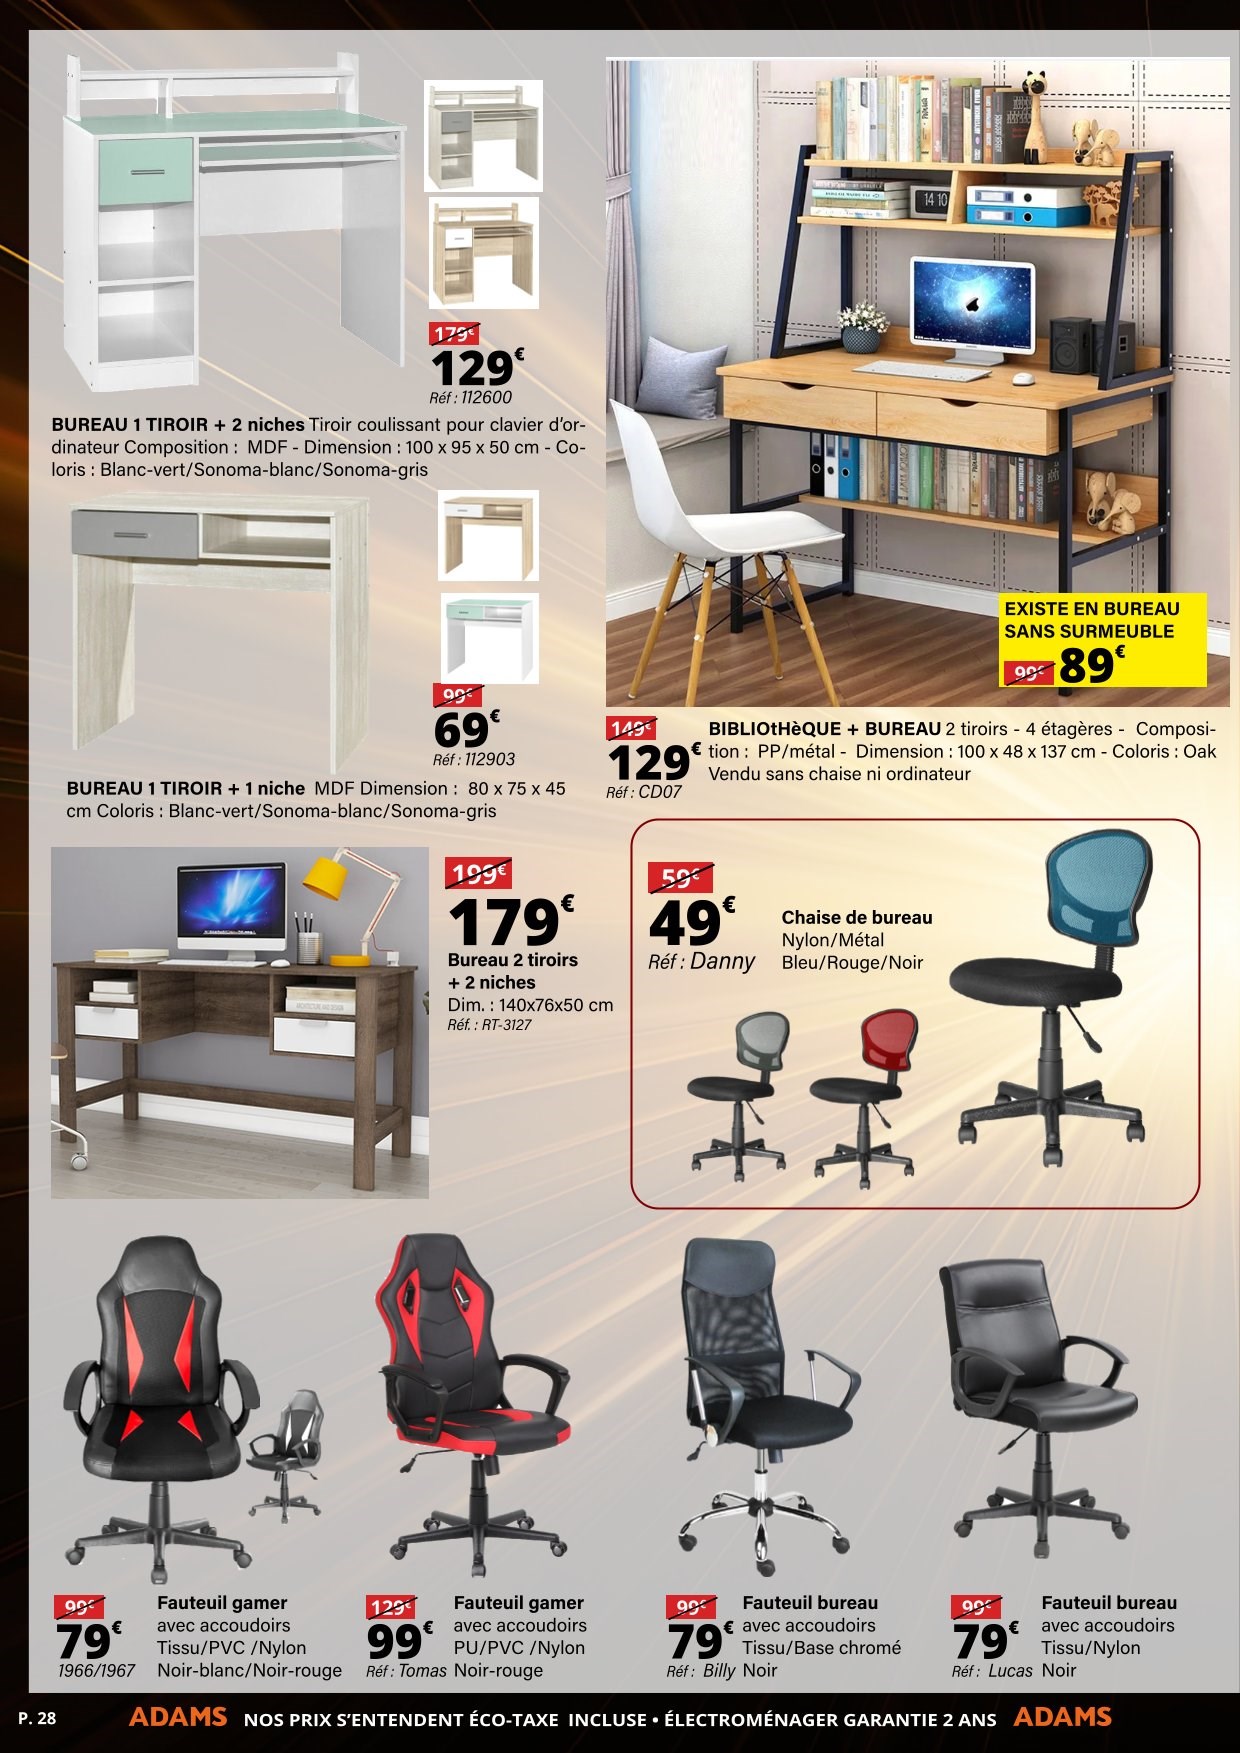 179€
129€
Réf : 112600
BUREAU 1 TIROIR + 2 niches Tiroir coulissant pour clavier d'or-
dinateur Composition : MDF - Dimension : 100 x 95 x 50 cm - Co-
loris : Blanc-vert/Sonoma-blanc/Sonoma-gris
99€
69€
Réf : 112903
BUREAU 1 TIROIR + 1 niche MDF Dimension : 80 x 75 x 45
cm Coloris : Blanc-vert/Sonoma-blanc/Sonoma-gris
14 10
EXISTE EN BUREAU
SANS SURMEUBLE
99€ 89€
149€
129€
Réf : CD07
BIBLIOtHèQUE + BUREAU 2 tiroirs - 4 étagères - Composi-
tion : PP/métal - Dimension : 100 x 48 x 137 cm - Coloris : Oak
Vendu sans chaise ni ordinateur
199€
179€
Bureau 2 tiroirs
+ 2 niches
Dim. : 140x76x50 cm
Réf. : RT-3127
59€
49€
Réf : Danny
Chaise de bureau
Nylon/Métal
Bleu/Rouge/Noir
99€
79€
1966/1967
Fauteuil gamer
avec accoudoirs
Tissu/PVC /Nylon
Noir-blanc/Noir-rouge
129€
99€
Réf : Tomas
Fauteuil gamer
avec accoudoirs
PU/PVC /Nylon
Noir-rouge
99€
79€
Réf : Billy
Fauteuil bureau
avec accoudoirs
Tissu/Base chromé
Noir
99€
79€
Réf : Lucas
Fauteuil bureau
avec accoudoirs
Tissu/Nylon
Noir
P. 28 ADAMS NOS PRIX S'ENTENDENT ÉCO-TAXE INCLUSE • ÉLECTROMÉNAGER GARANTIE 2 ANS ADAMS